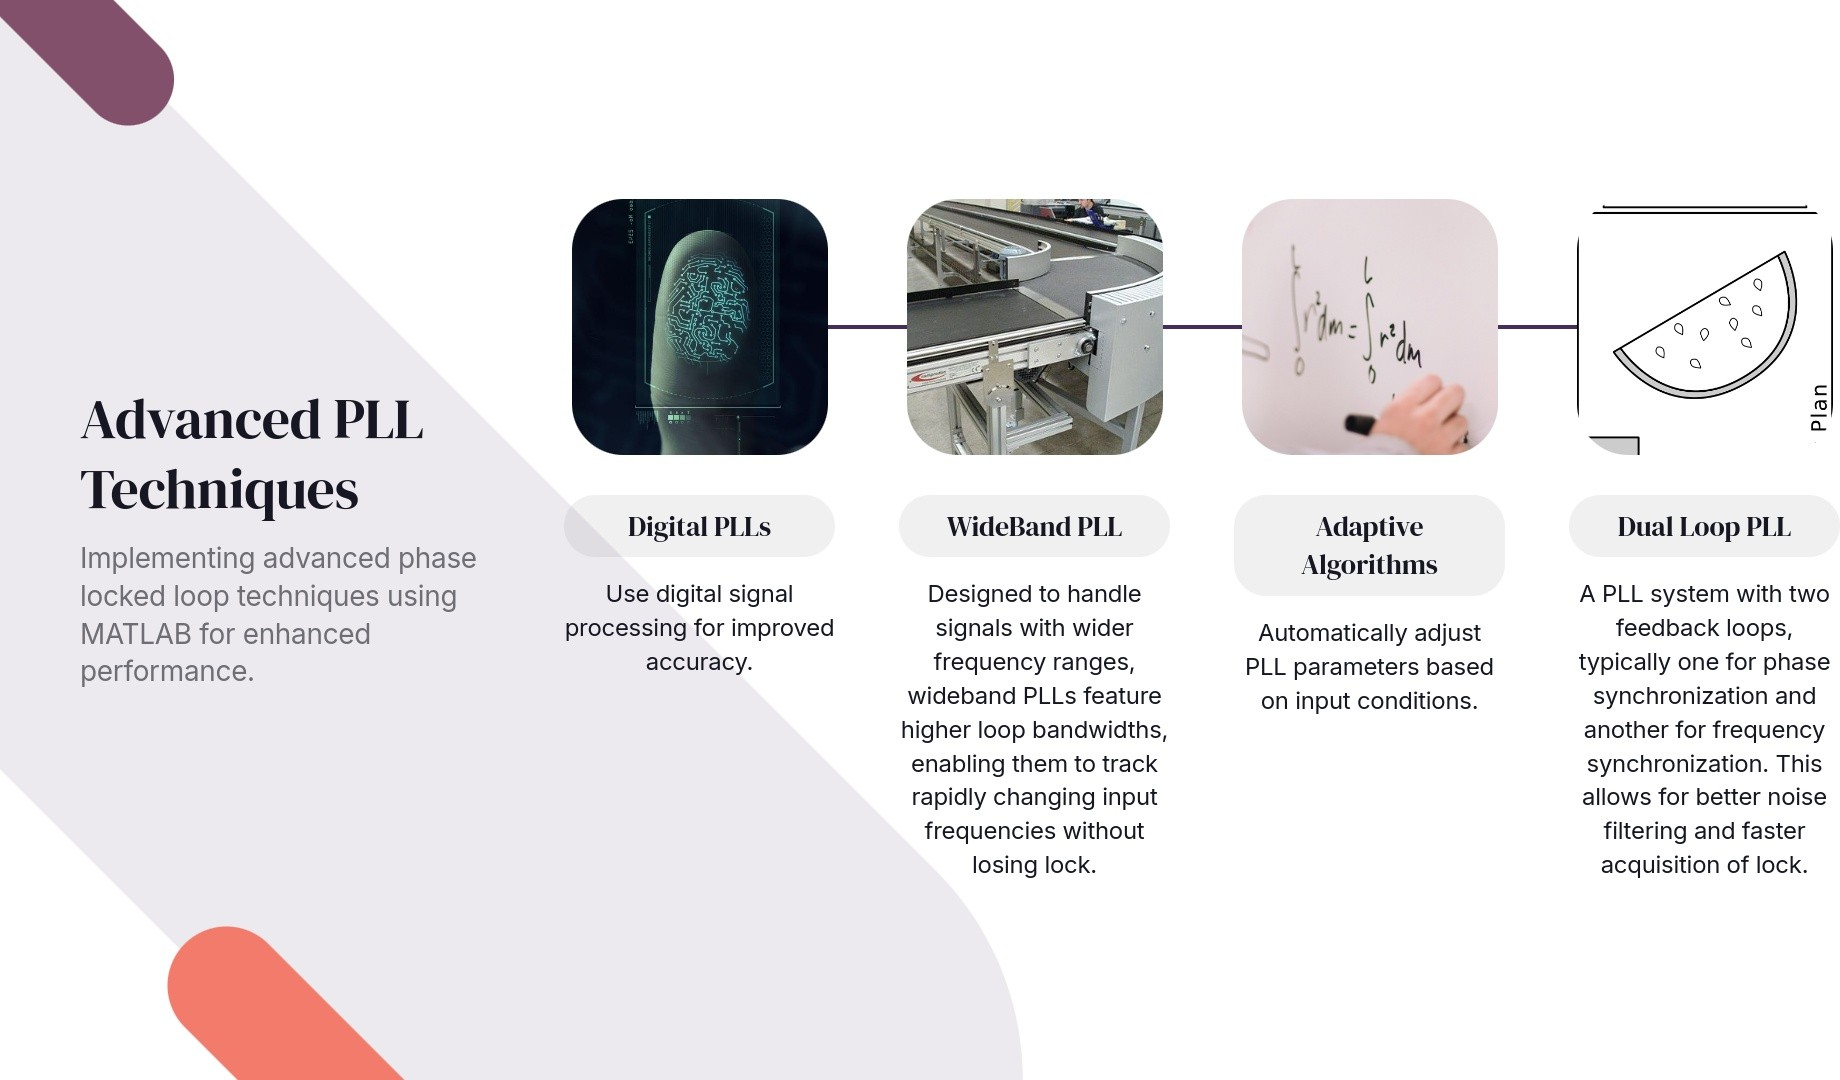 Advanced PLL
Techniques
Implementing advanced phase
locked loop techniques using
MATLAB for enhanced
performance.
Digital PLLs
Use digital signal
processing for improved
accuracy.
WideBand PLL
Designed to handle
signals with wider
frequency ranges,
wideband PLLs feature
higher loop bandwidths,
enabling them to track
rapidly changing input
frequencies without
losing lock.
∫₀ᴸ r²dm = ∫₀ᴸ r²dm
Adaptive
Algorithms
Automatically adjust
PLL parameters based
on input conditions.
Plan
Dual Loop PLL
A PLL system with two
feedback loops,
typically one for phase
synchronization and
another for frequency
synchronization. This
allows for better noise
filtering and faster
acquisition of lock.